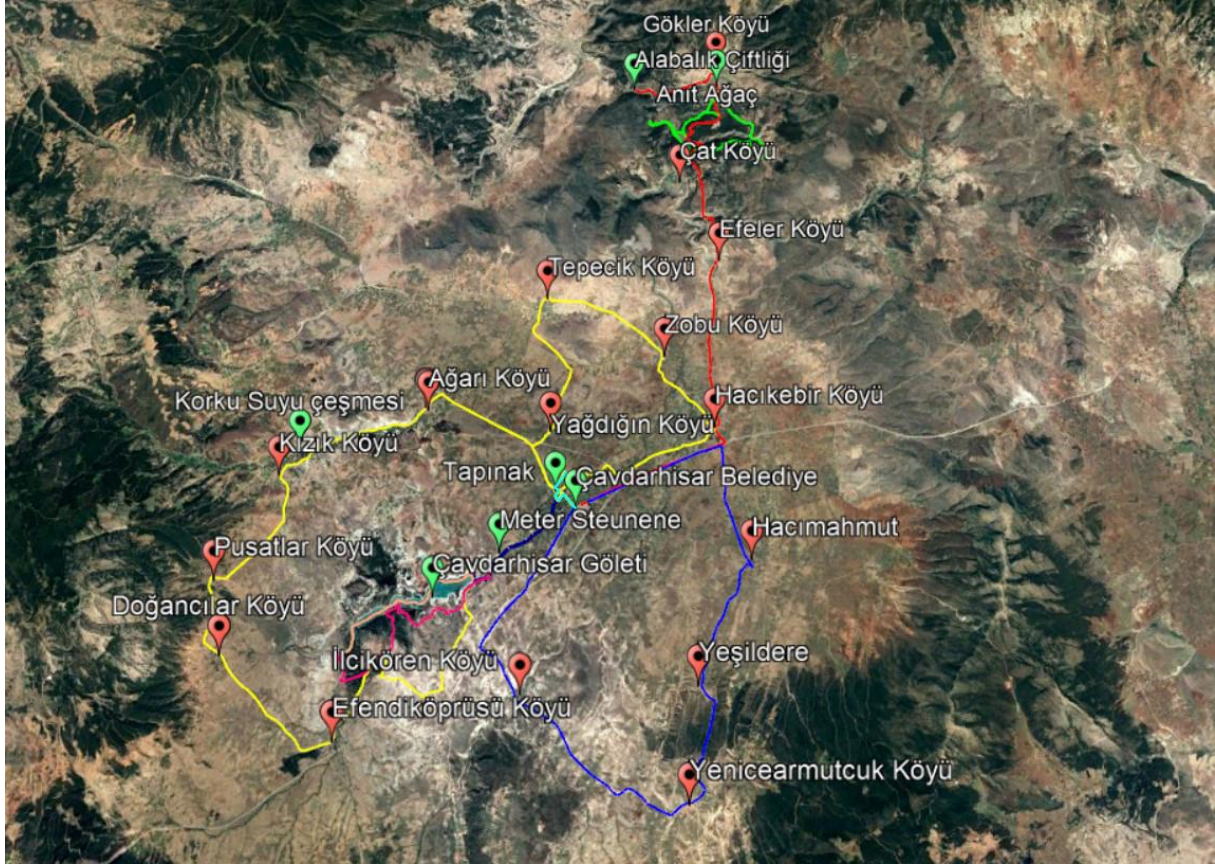 Gökler Köyü
Alabalık Çiftliği
Anıt Ağaç
Çat Köyü
Efeler Köyü
Tepecik Köyü
Zobu Köyü
Ağarı Köyü
Hacıkebir Köyü
Korku Suyu çeşmesi
Yağdığın Köyü
Kızık Köyü
Tapınak
Çavdarhisar Belediye
Meter Steunene
Hacımahmut
Pusatlar Köyü
Çavdarhisar Göleti
Doğancılar Köyü
İlcikören Köyü
Yeşildere
Efendiköprüsü Köyü
Yenicearmutcuk Köyü